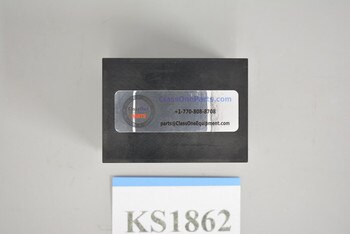 ClassOneParts.com
+1-770-808-8708
parts@ClassOneEquipment.com
KS1862